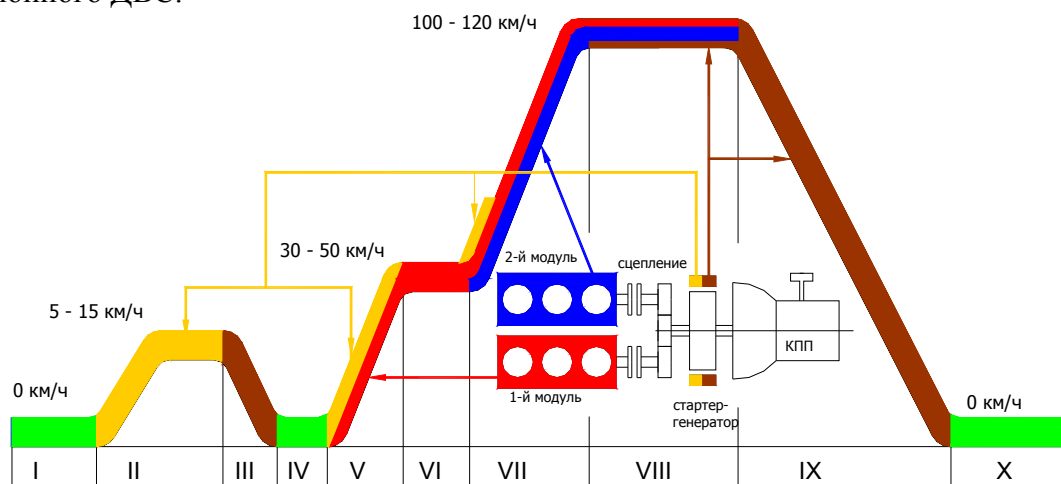 ДВС.
100 - 120 км/ч
30 - 50 км/ч
2-й модуль
сцепление
5 - 15 км/ч
КПП
0 км/ч
1-й модуль
стартер-
генератор
0 км/ч
I II III IV V VI VII VIII IX X